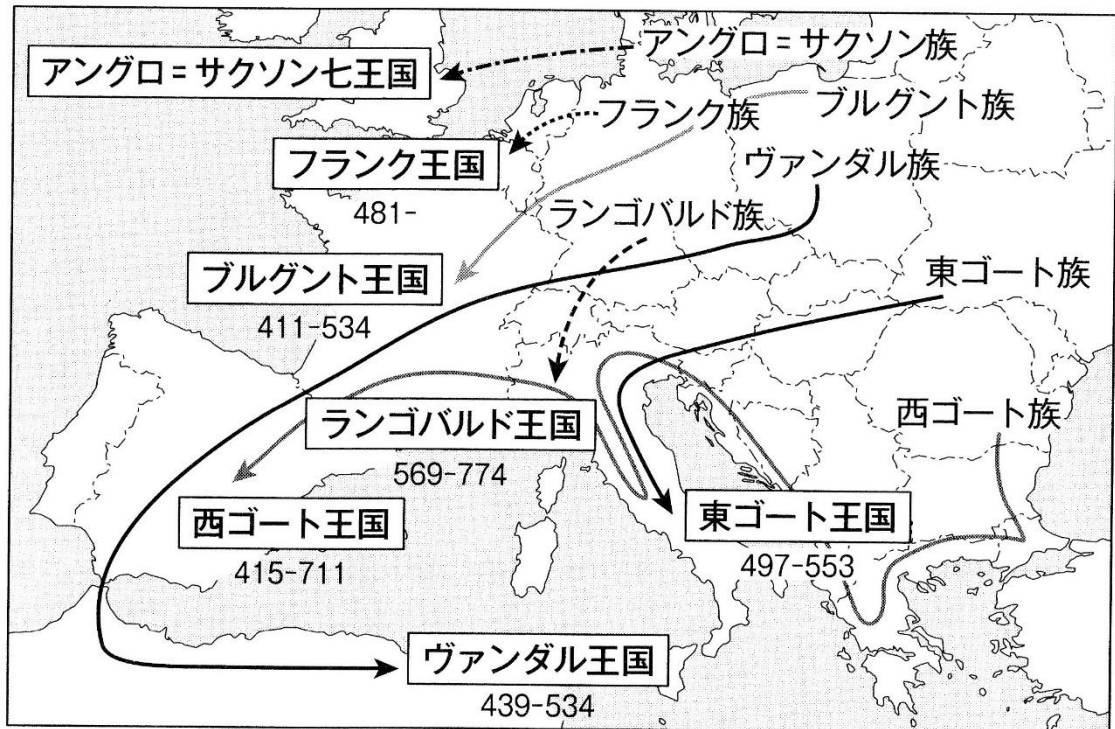 アングロ=サクソン族
アングロ=サクソン七王国
ブルグント族
フランク族
フランク王国
481-
ヴァンダル族
ランゴバルド族
ブルグント王国
411-534
東ゴート族
西ゴート族
ランゴバルド王国
569-774
西ゴート王国
415-711
東ゴート王国
497-553
ヴァンダル王国
439-534